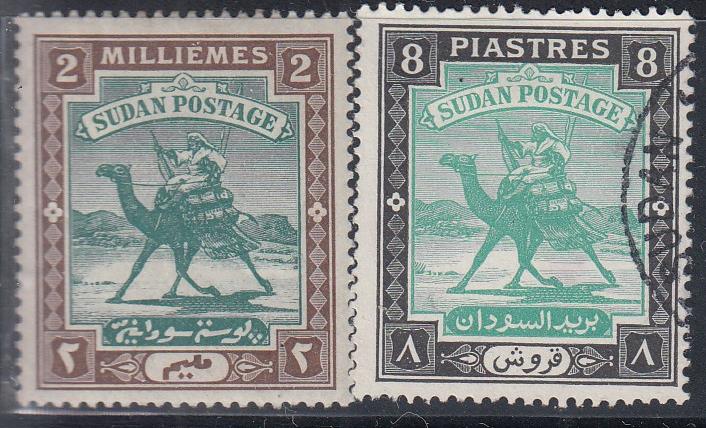 2 MILLIÈMES 2
SUDAN POSTAGE
پوستة سودانية
٢ مليم ٢
8 PIASTRES 8
SUDAN POSTAGE
بريد السودان
٨ قروش ٨
SUDAN